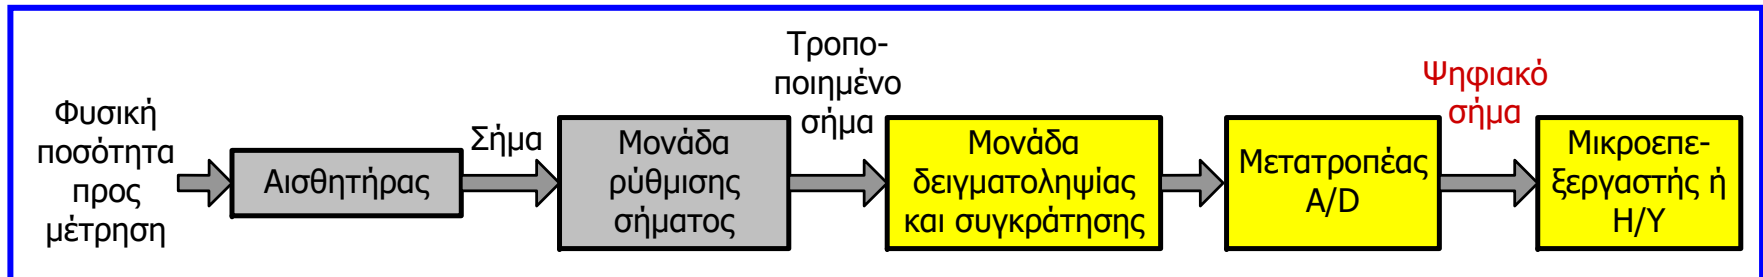 Φυσική
ποσότητα
προς
μέτρηση
Αισθητήρας
Σήμα
Μονάδα
ρύθμισης
σήματος
Τροπο-
ποιημένο
σήμα
Μονάδα
δειγματοληψίας
και συγκράτησης
Μετατροπέας
A/D
Ψηφιακό
σήμα
Μικροεπε-
ξεργαστής ή
Η/Υ